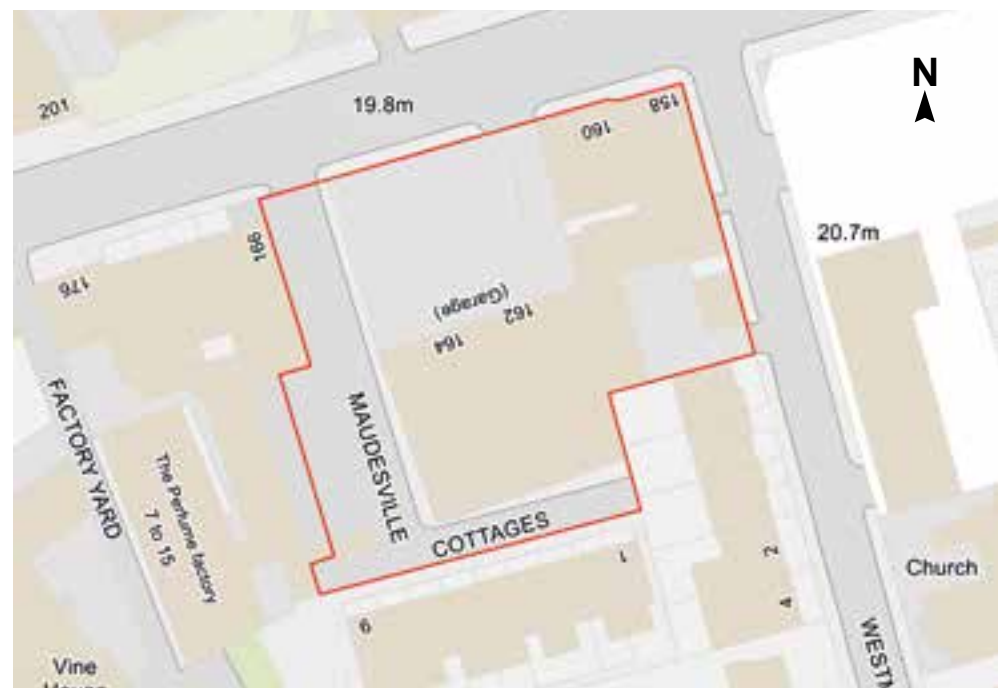 N
201
19.8m
158
160
166
20.7m
176
(Garage)
162
164
FACTORY YARD
MAUDESVILLE
COTTAGES
The Perfume factory
7 to 15
1
2
4
6
Church
Vine